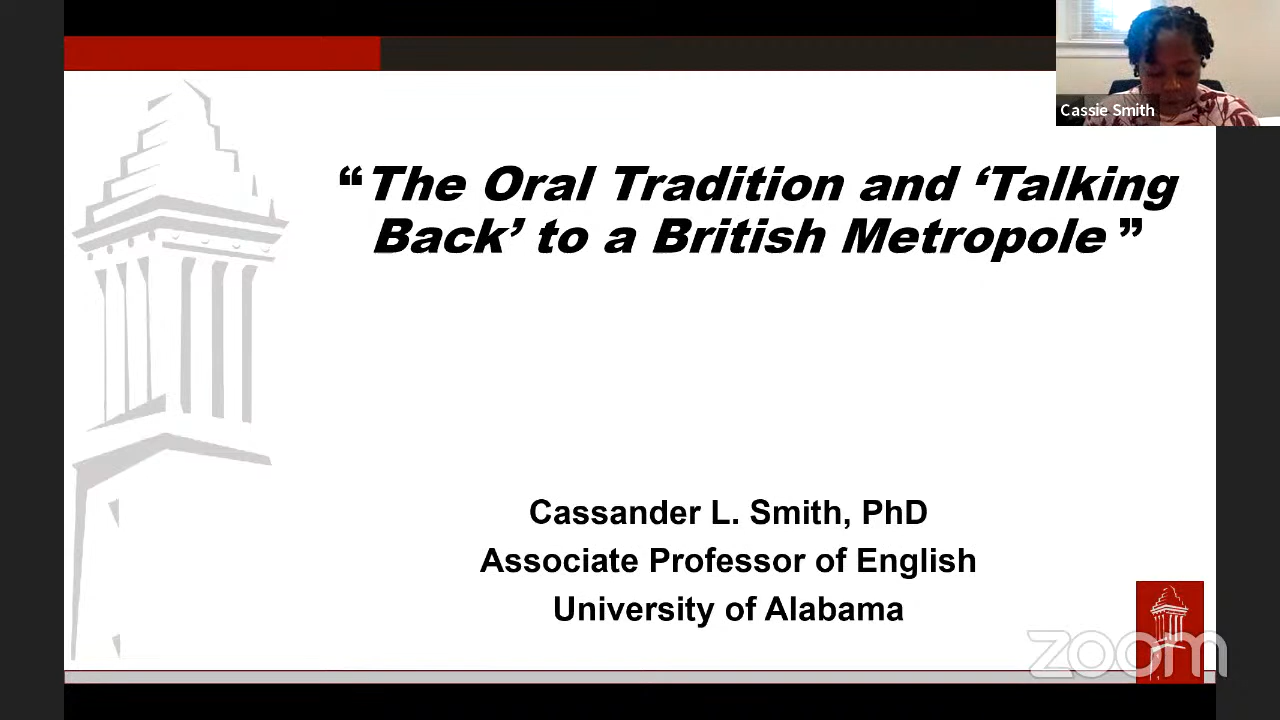 Cassie Smith
“The Oral Tradition and ‘Talking
Back’ to a British Metropole ”
Cassander L. Smith, PhD
Associate Professor of English
University of Alabama
zoom